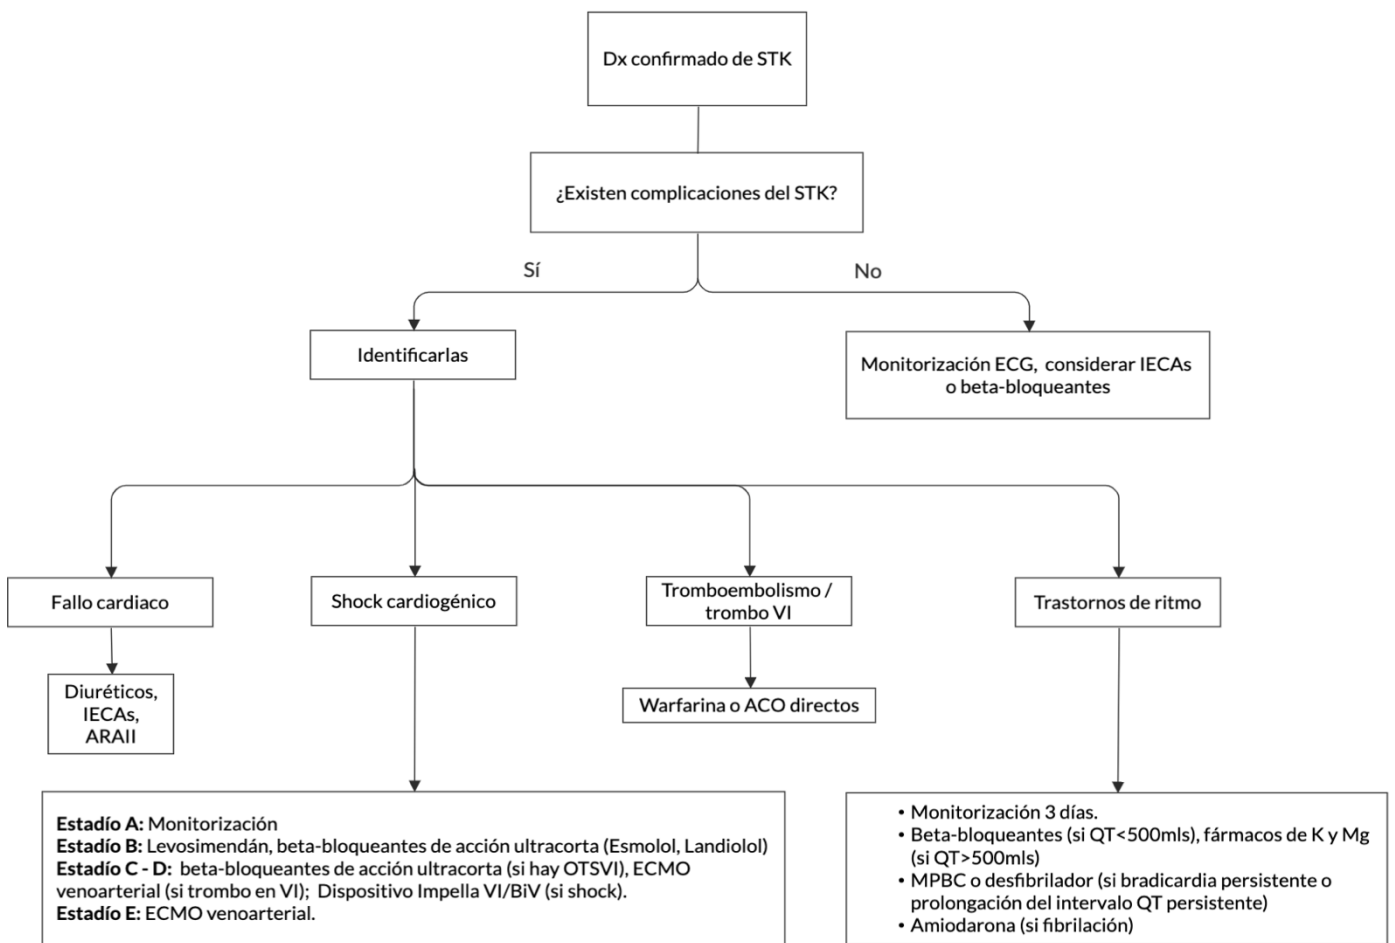 Dx confirmado de STK
¿Existen complicaciones del STK?
Sí
No
Identificarlas
Monitorización ECG, considerar IECAs
o beta-bloqueantes
Fallo cardiaco
Shock cardiogénico
Tromboembolismo /
trombo VI
Trastornos de ritmo
Diuréticos,
IECAs,
ARAII
Warfarina o ACO directos
Estadío A: Monitorización
Estadío B: Levosimendán, beta-bloqueantes de acción ultracorta (Esmolol, Landiolol)
Estadío C - D: beta-bloqueantes de acción ultracorta (si hay OTSVI), ECMO
venoarterial (si trombo en VI); Dispositivo Impella VI/BiV (si shock).
Estadío E: ECMO venoarterial.
• Monitorización 3 días.
• Beta-bloqueantes (si QT<500mls), fármacos de K y Mg
(si QT>500mls)
• MPBC o desfibrilador (si bradicardia persistente o
prolongación del intervalo QT persistente)
• Amiodarona (si fibrilación)